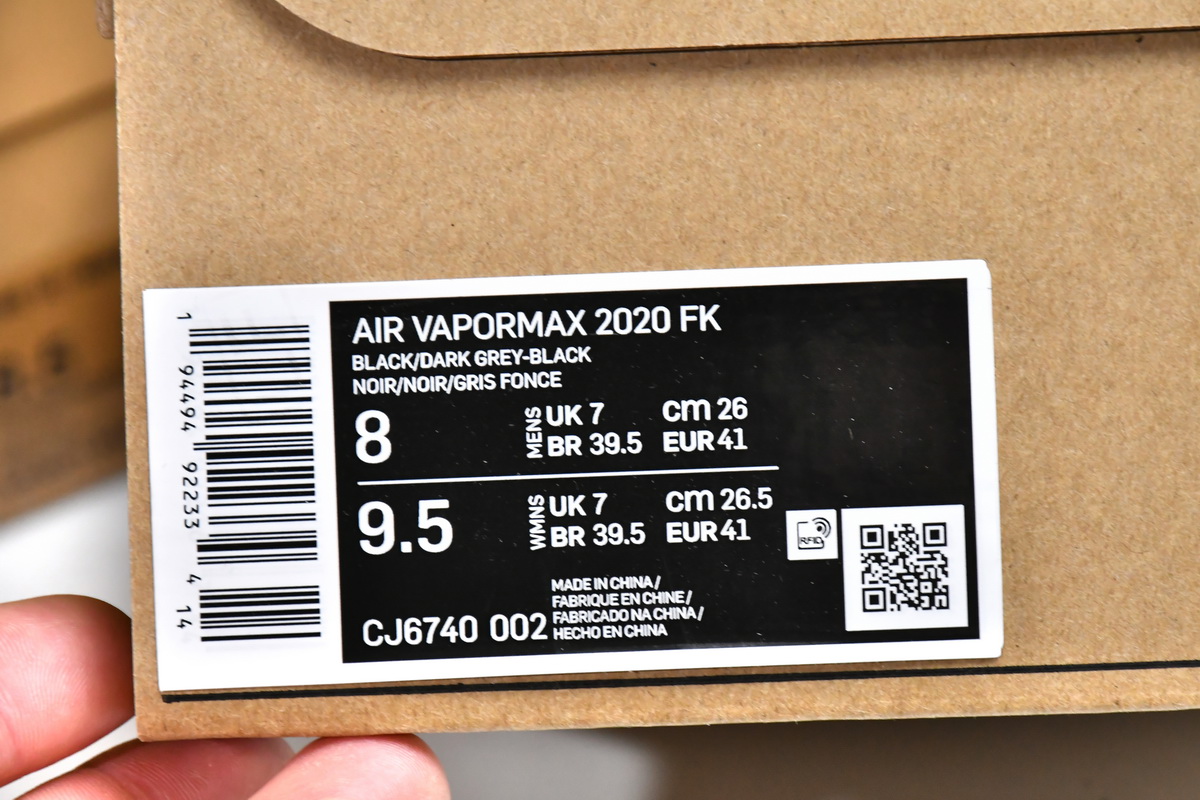 AIR VAPORMAX 2020 FK
BLACK/DARK GREY-BLACK
NOIR/NOIR/GRIS FONCE
8 MENS UK 7 cm 26
BR 39.5 EUR 41
9.5 WMNS UK 7 cm 26.5
BR 39.5 EUR 41
RFID
MADE IN CHINA/
FABRIQUE EN CHINE/
FABRICADO NA CHINA/
HECHO EN CHINA
CJ6740 002
1 94494 92233 4 14